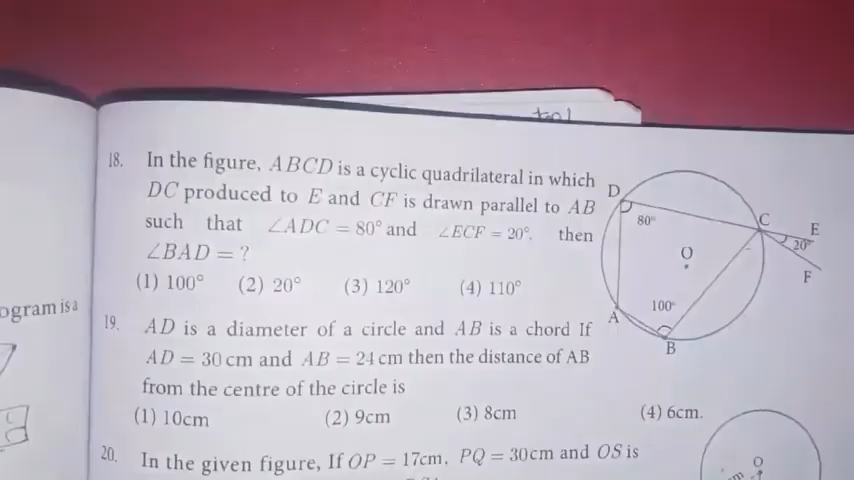 18. In the figure, ABCD is a cyclic quadrilateral in which
DC produced to E and CF is drawn parallel to AB
such that ∠ADC = 80° and ∠ECF = 20°. then
∠BAD = ?
(1) 100° (2) 20° (3) 120° (4) 110°
D
80°
C
E
20°
F
O
100°
A
B
ogram is a
19. AD is a diameter of a circle and AB is a chord If
AD = 30 cm and AB = 24 cm then the distance of AB
from the centre of the circle is
(1) 10cm (2) 9cm (3) 8cm (4) 6cm.
20. In the given figure, If OP = 17cm, PQ = 30cm and OS is
O